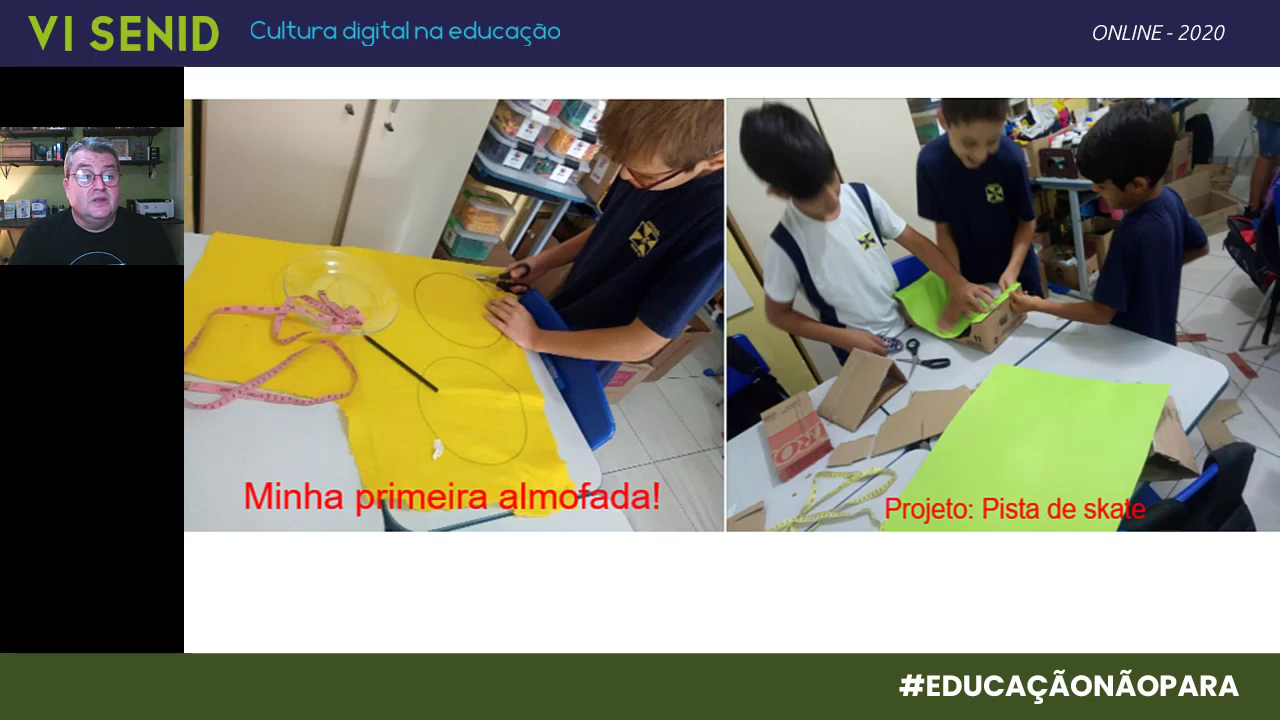 VI SENID
Cultura digital na educação
ONLINE - 2020
Minha primeira almofada!
Projeto: Pista de skate
#EDUCAÇÃONÃOPARA